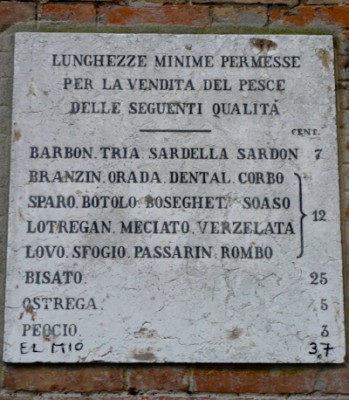 LUNGHEZZE MINIME PERMESSE
PER LA VENDITA DEL PESCE
DELLE SEGUENTI QUALITÁ
CENT.
BARBON. TRIA. SARDELLA SARDON 7
BRANZIN. ORADA. DENTAL. CORBO
SPARO. BOTOLO. BOSEGHET. SOASO
12
LOTREGAN. MECIATO. VERZELATA
LOVO. SFOGIO. PASSARIN. ROMBO
BISATO. 25
OSTREGA. 5
PEOCIO. 3
EL MIO 37